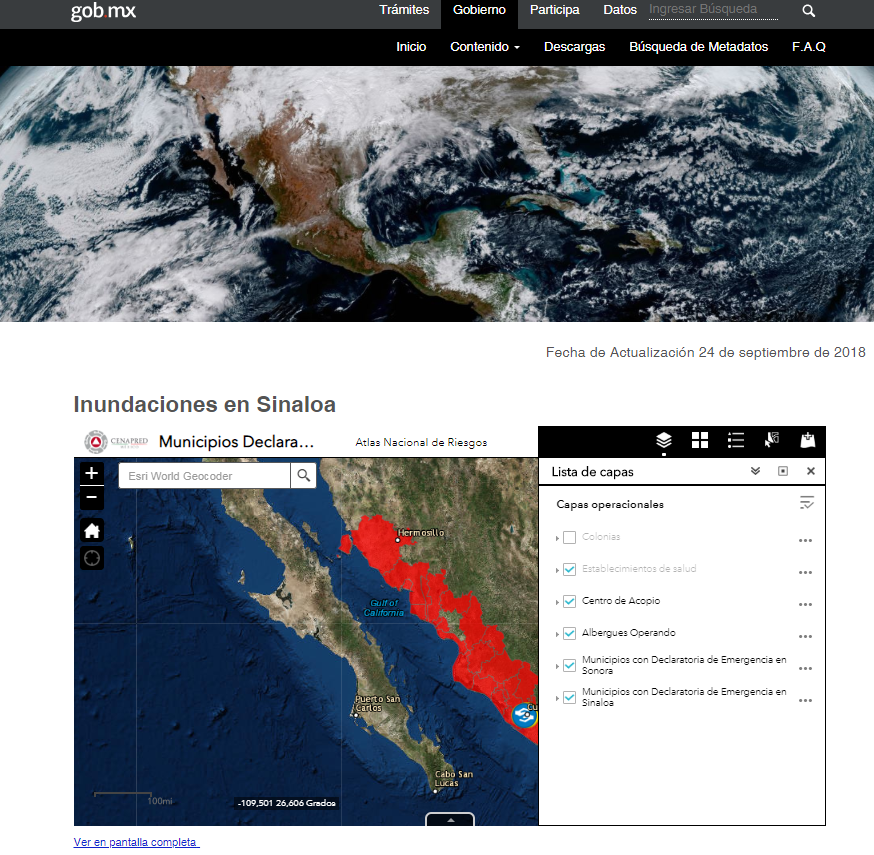 gob.mx
Trámites Gobierno Participa Datos Ingresar Búsqueda
Inicio Contenido Descargas Búsqueda de Metadatos F.A.Q
Fecha de Actualización 24 de septiembre de 2018
Inundaciones en Sinaloa
CENAPRED Municipios Declara... Atlas Nacional de Riesgos
+
−
Esri World Geocoder
Hermosillo
Gulf of
California
Puerto San
Carlos
Cu
Cabo San
Lucas
100mi
-109,501 26,606 Grados
Lista de capas
Capas operacionales
Colonias
Establecimientos de salud
Centro de Acopio
Albergues Operando
Municipios con Declaratoria de Emergencia en
Sonora
Municipios con Declaratoria de Emergencia en
Sinaloa
Ver en pantalla completa